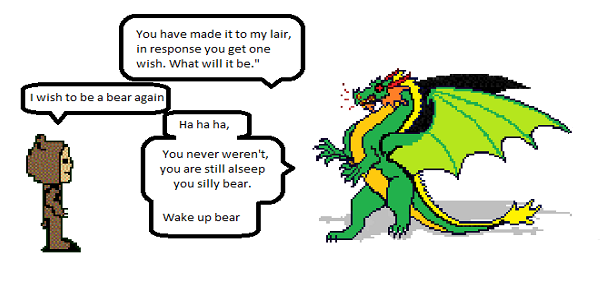 You have made it to my lair,
in response you get one
wish. What will it be."
I wish to be a bear again
Ha ha ha,
You never weren't,
you are still alseep
you silly bear.
Wake up bear